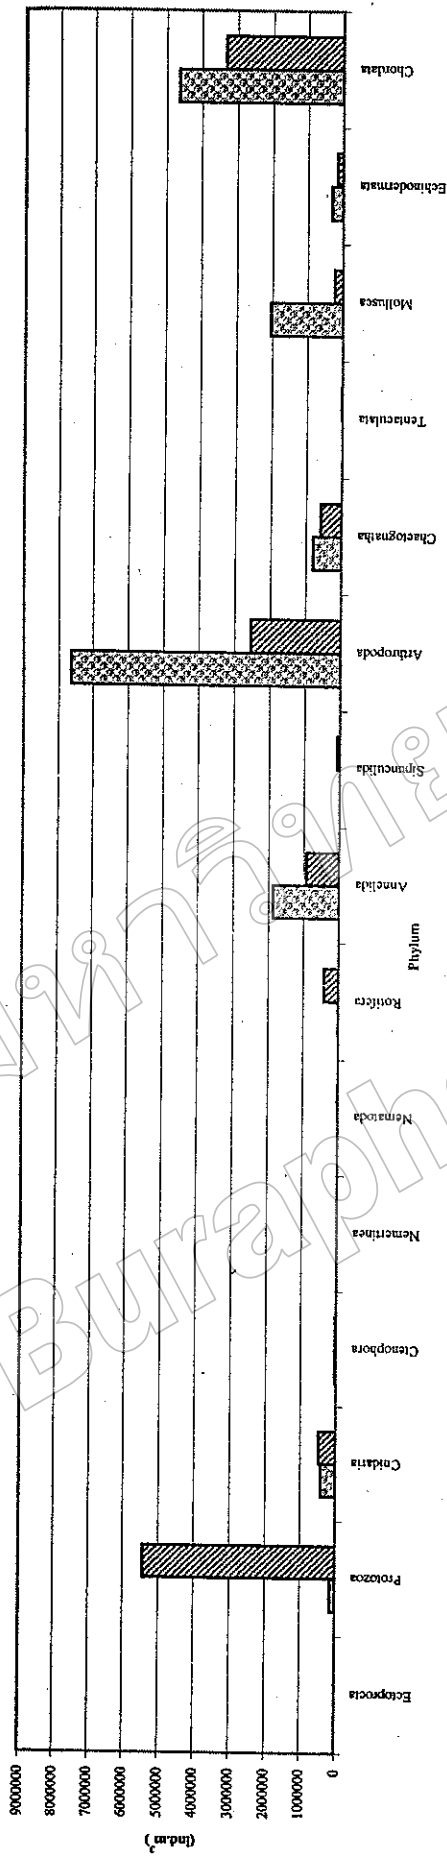 (Ind.m³)
9000000
8000000
7000000
6000000
5000000
4000000
3000000
2000000
1000000
0
Ectoprocta
Protozoa
Cnidaria
Ctenophora
Nemertinea
Nematoda
Rotifera
Annelida
Sipunculida
Arthropoda
Chaetognatha
Tentaculata
Mollusca
Echinodermata
Chordata
Phylum
Buraph